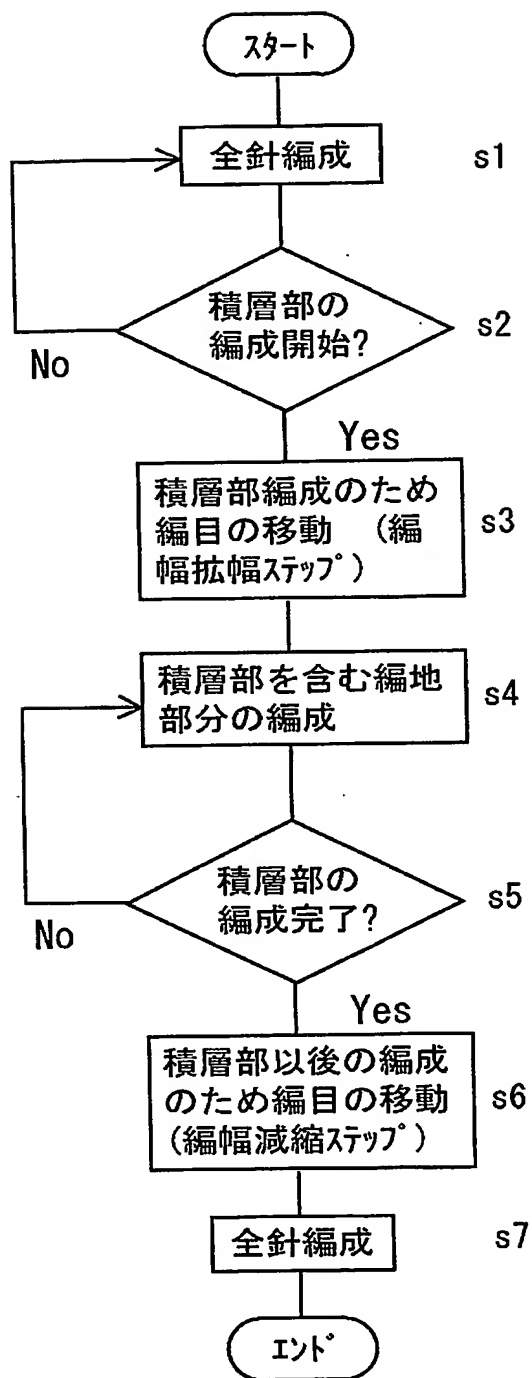 スタート
全針編成
s1
積層部の
編成開始?
s2
No
Yes
積層部編成のため
編目の移動 (編
幅拡幅ステップ)
s3
積層部を含む編地
部分の編成
s4
積層部の
編成完了?
s5
No
Yes
積層部以後の編成
のため編目の移動
(編幅減縮ステップ)
s6
全針編成
s7
エンド